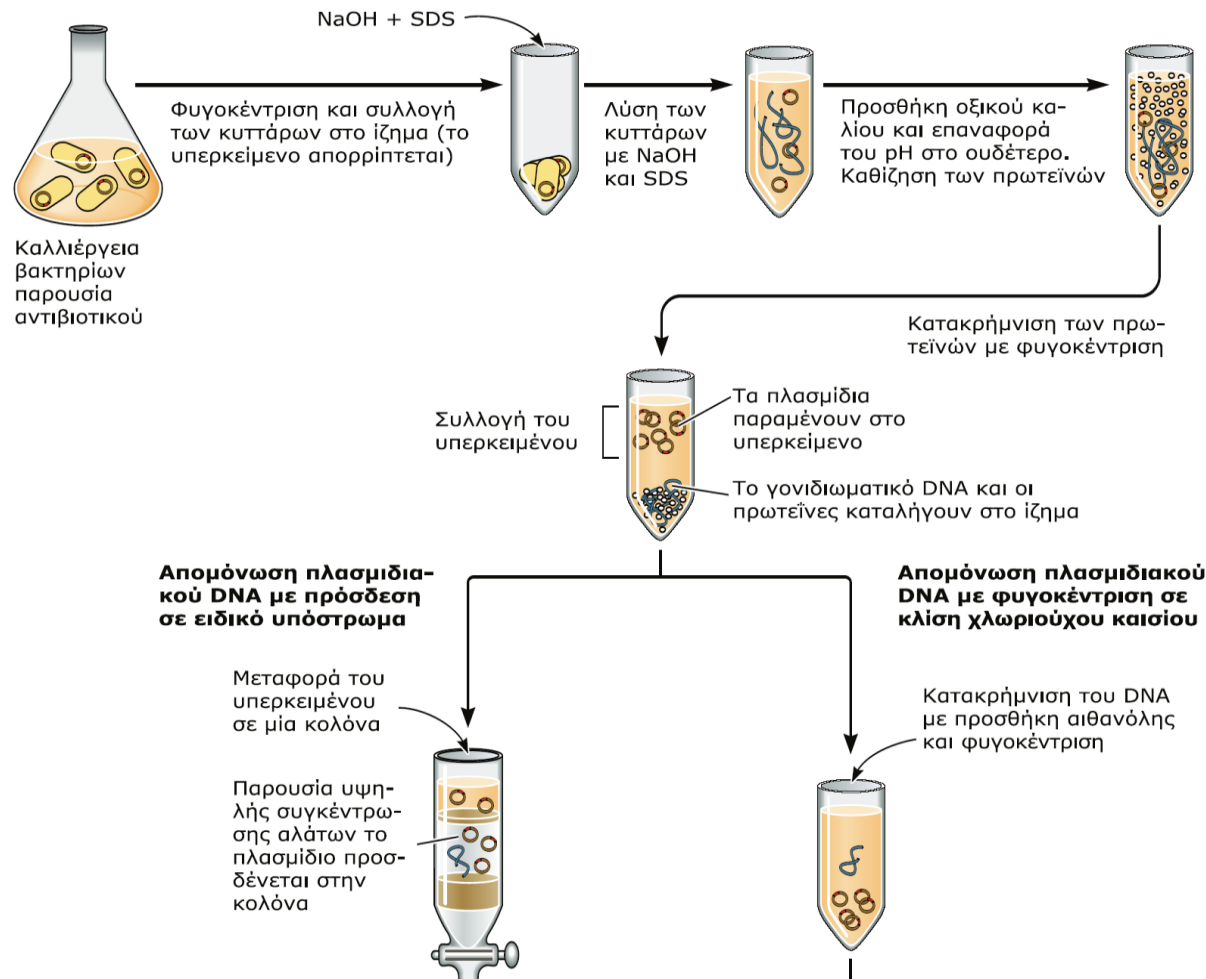 NaOH + SDS
Φυγοκέντριση και συλλογή
των κυττάρων στο ίζημα (το
υπερκείμενο απορρίπτεται)
Λύση των
κυττάρων
με NaOH
και SDS
Προσθήκη οξικού κα-
λίου και επαναφορά
του pH στο ουδέτερο.
Καθίζηση των πρωτεϊνών
Καλλιέργεια
βακτηρίων
παρουσία
αντιβιοτικού
Κατακρήμνιση των πρω-
τεϊνών με φυγοκέντριση
Συλλογή του
υπερκειμένου
Τα πλασμίδια
παραμένουν στο
υπερκείμενο
Το γονιδιωματικό DNA και οι
πρωτεΐνες καταλήγουν στο ίζημα
Απομόνωση πλασμιδια-
κού DNA με πρόσδεση
σε ειδικό υπόστρωμα
Απομόνωση πλασμιδιακού
DNA με φυγοκέντριση σε
κλίση χλωριούχου καισίου
Μεταφορά του
υπερκειμένου
σε μία κολόνα
Παρουσία υψη-
λής συγκέντρω-
σης αλάτων το
πλασμίδιο προσ-
δένεται στην
κολόνα
Κατακρήμνιση του DNA
με προσθήκη αιθανόλης
και φυγοκέντριση